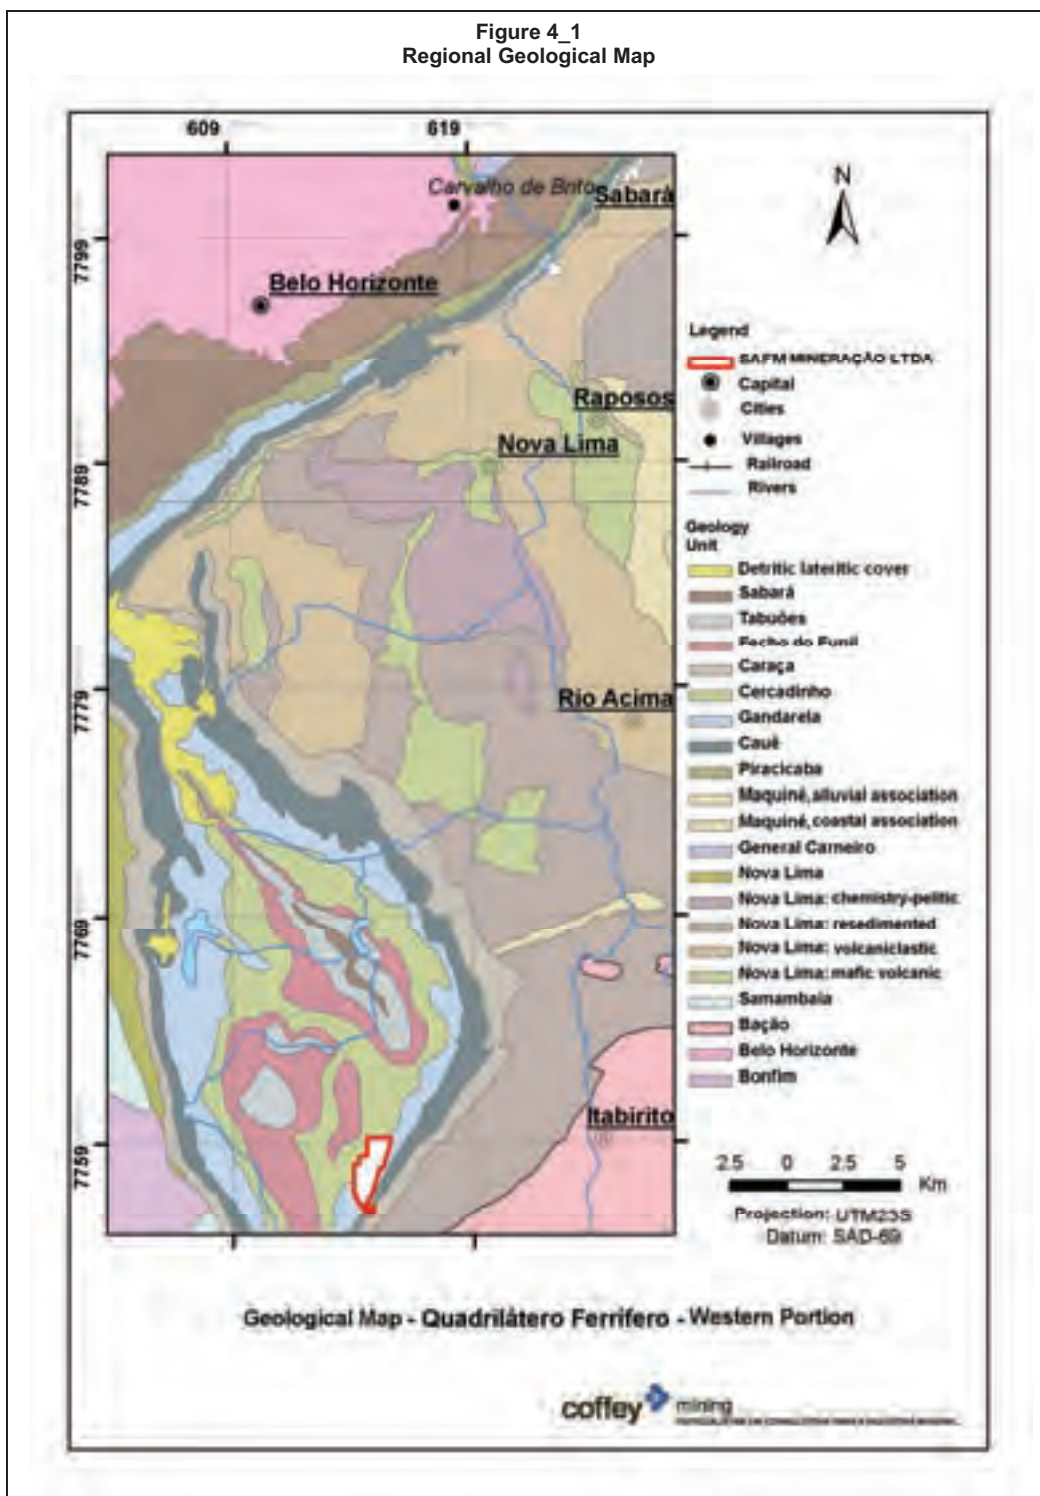 Figure 4_1
Regional Geological Map
609
619
N
Carvalho de Brito
Sabará
7799
Belo Horizonte
Legend
SAFM MINERAÇÃO LTDA
Capital
Cities
Villages
Railroad
Rivers
Raposos
Nova Lima
7789
Geology
Unit
Detritic lateritic cover
Sabará
Tabuões
Fecho do Funil
Caraça
Cercadinho
Gandarela
Cauê
Piracicaba
Maquiné, alluvial association
Maquiné, coastal association
General Carneiro
Nova Lima
Nova Lima: chemistry-pelitic
Nova Lima: resedimented
Nova Lima: volcaniclastic
Nova Lima: mafic volcanic
Samambaia
Bação
Belo Horizonte
Bonfim
7779
Rio Acima
7769
Itabirito
7759
2.5 0 2.5 5
Km
Projection: UTM23S
Datum: SAD-69
Geological Map - Quadrilátero Ferrífero - Western Portion
coffey mining